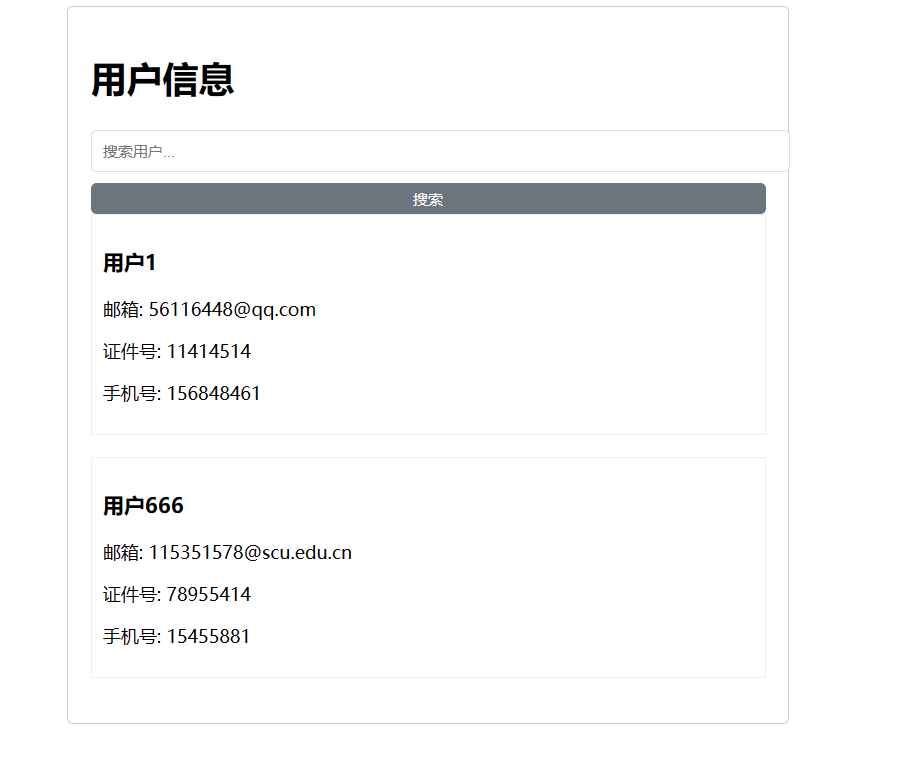 用户信息
搜索用户...
搜索
用户1
邮箱: 56116448@qq.com
证件号: 11414514
手机号: 156848461
用户666
邮箱: 115351578@scu.edu.cn
证件号: 78955414
手机号: 15455881